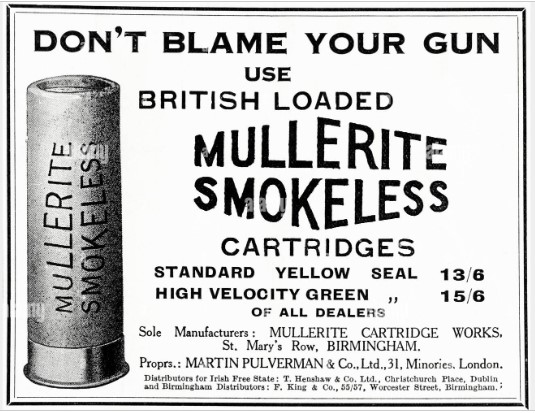 DON'T BLAME YOUR GUN
USE
BRITISH LOADED
MULLERITE
SMOKELESS
CARTRIDGES
STANDARD YELLOW SEAL 13/6
HIGH VELOCITY GREEN ,, 15/6
OF ALL DEALERS
Sole Manufacturers: MULLERITE CARTRIDGE WORKS,
St. Mary's Row, BIRMINGHAM.
Proprs.: MARTIN PULVERMAN & Co., Ltd., 31, Minories, London.
Distributors for Irish Free State: T. Henshaw & Co. Ltd., Christchurch Place, Dublin
and Birmingham Distributors: F. King & Co., 55/57, Worcester Street, Birmingham.
MULLERITE
SMOKELESS